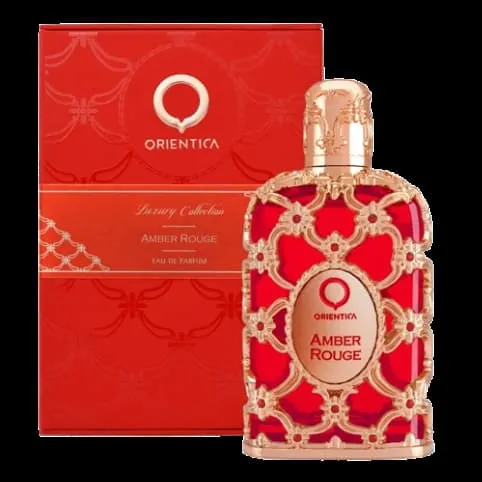 ORIENTICA
Luxury Collection
AMBER ROUGE
EAU DE PARFUM
ORIENTICA
AMBER
ROUGE